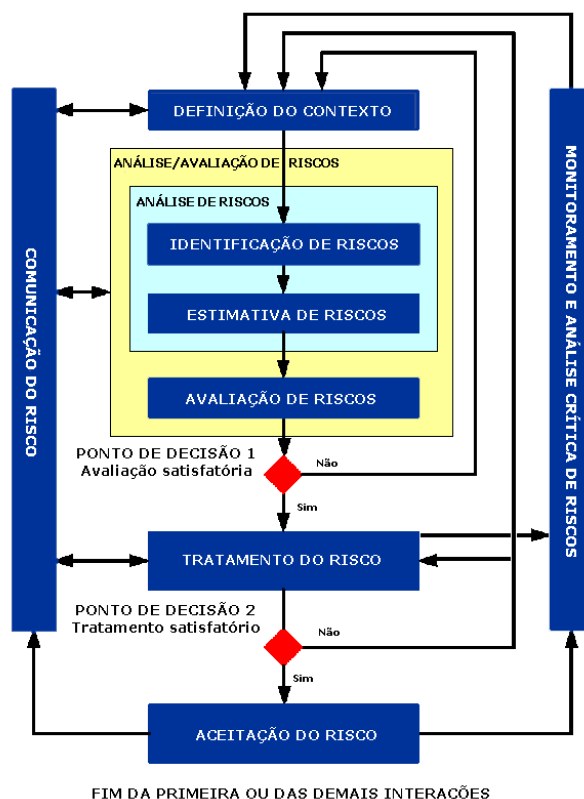 DEFINIÇÃO DO CONTEXTO
ANÁLISE/AVALIAÇÃO DE RISCOS
ANÁLISE DE RISCOS
IDENTIFICAÇÃO DE RISCOS
ESTIMATIVA DE RISCOS
AVALIAÇÃO DE RISCOS
PONTO DE DECISÃO 1
Avaliação satisfatória
Não
Sim
TRATAMENTO DO RISCO
PONTO DE DECISÃO 2
Tratamento satisfatório
Não
Sim
ACEITAÇÃO DO RISCO
COMUNICAÇÃO DO RISCO
MONITORAMENTO E ANÁLISE CRÍTICA DE RISCOS
FIM DA PRIMEIRA OU DAS DEMAIS INTERAÇÕES